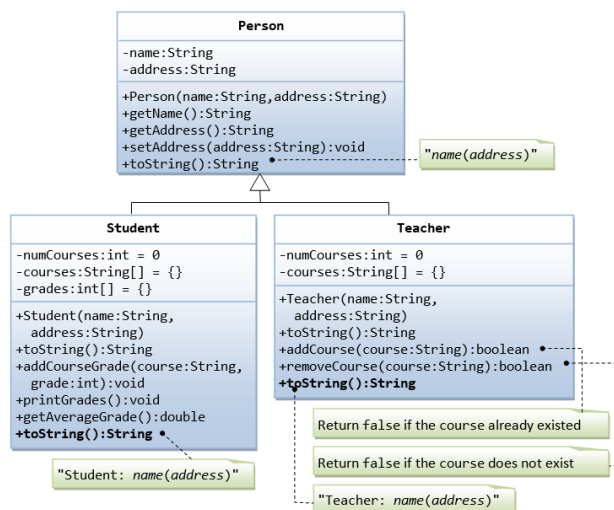 Person
-name:String
-address:String
+Person(name:String,address:String)
+getName():String
+getAddress():String
+setAddress(address:String):void
+toString():String
"name(address)"
Student
-numCourses:int = 0
-courses:String[] = {}
-grades:int[] = {}
+Student(name:String,
address:String)
+toString():String
+addCourseGrade(course:String,
grade:int):void
+printGrades():void
+getAverageGrade():double
+toString():String
"Student: name(address)"
Teacher
-numCourses:int = 0
-courses:String[] = {}
+Teacher(name:String,
address:String)
+toString():String
+addCourse(course:String):boolean
+removeCourse(course:String):boolean
+toString():String
Return false if the course already existed
Return false if the course does not exist
"Teacher: name(address)"